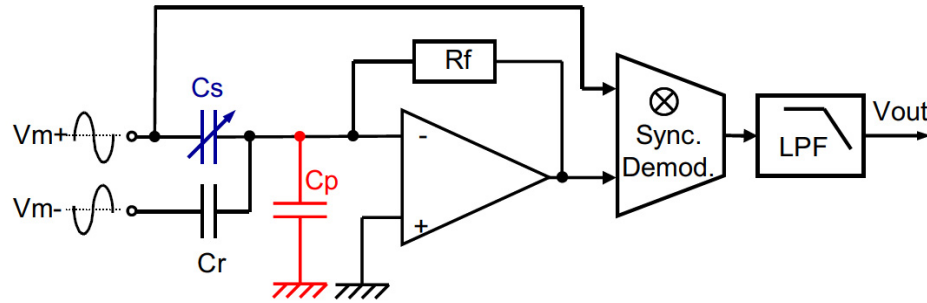 Rf
Cs
Vm+
Vout
-
Sync.
Demod.
LPF
Cp
Vm-
+
Cr